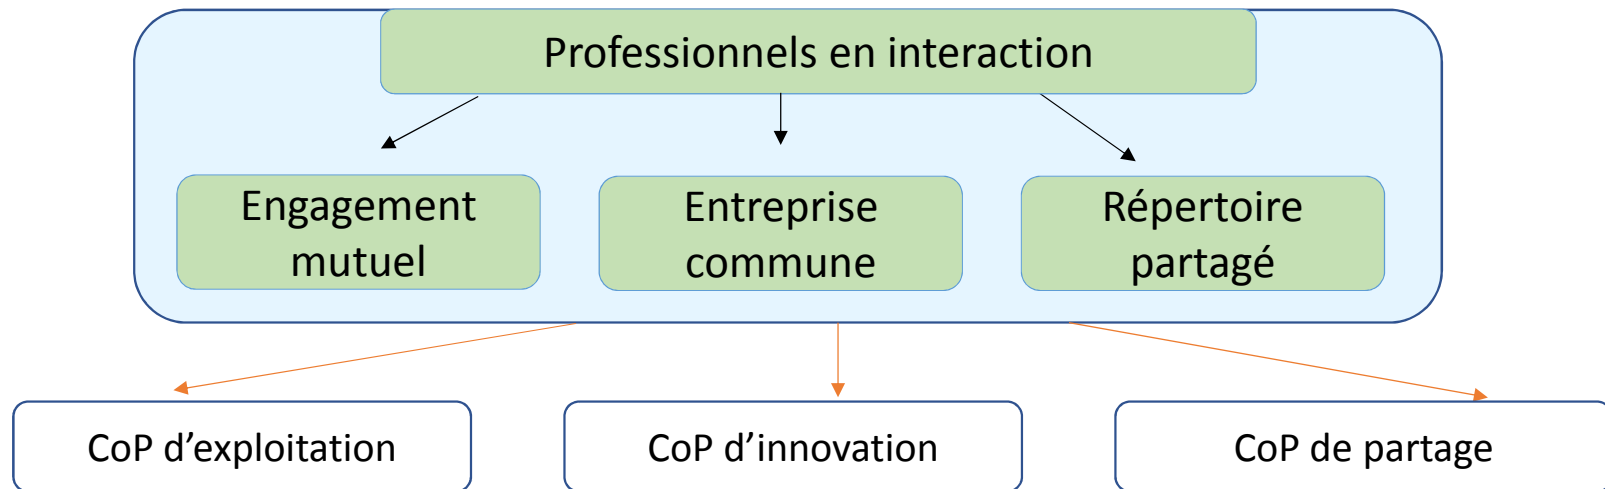 Professionnels en interaction
Engagement
mutuel
Entreprise
commune
Répertoire
partagé
CoP d’exploitation
CoP d’innovation
CoP de partage